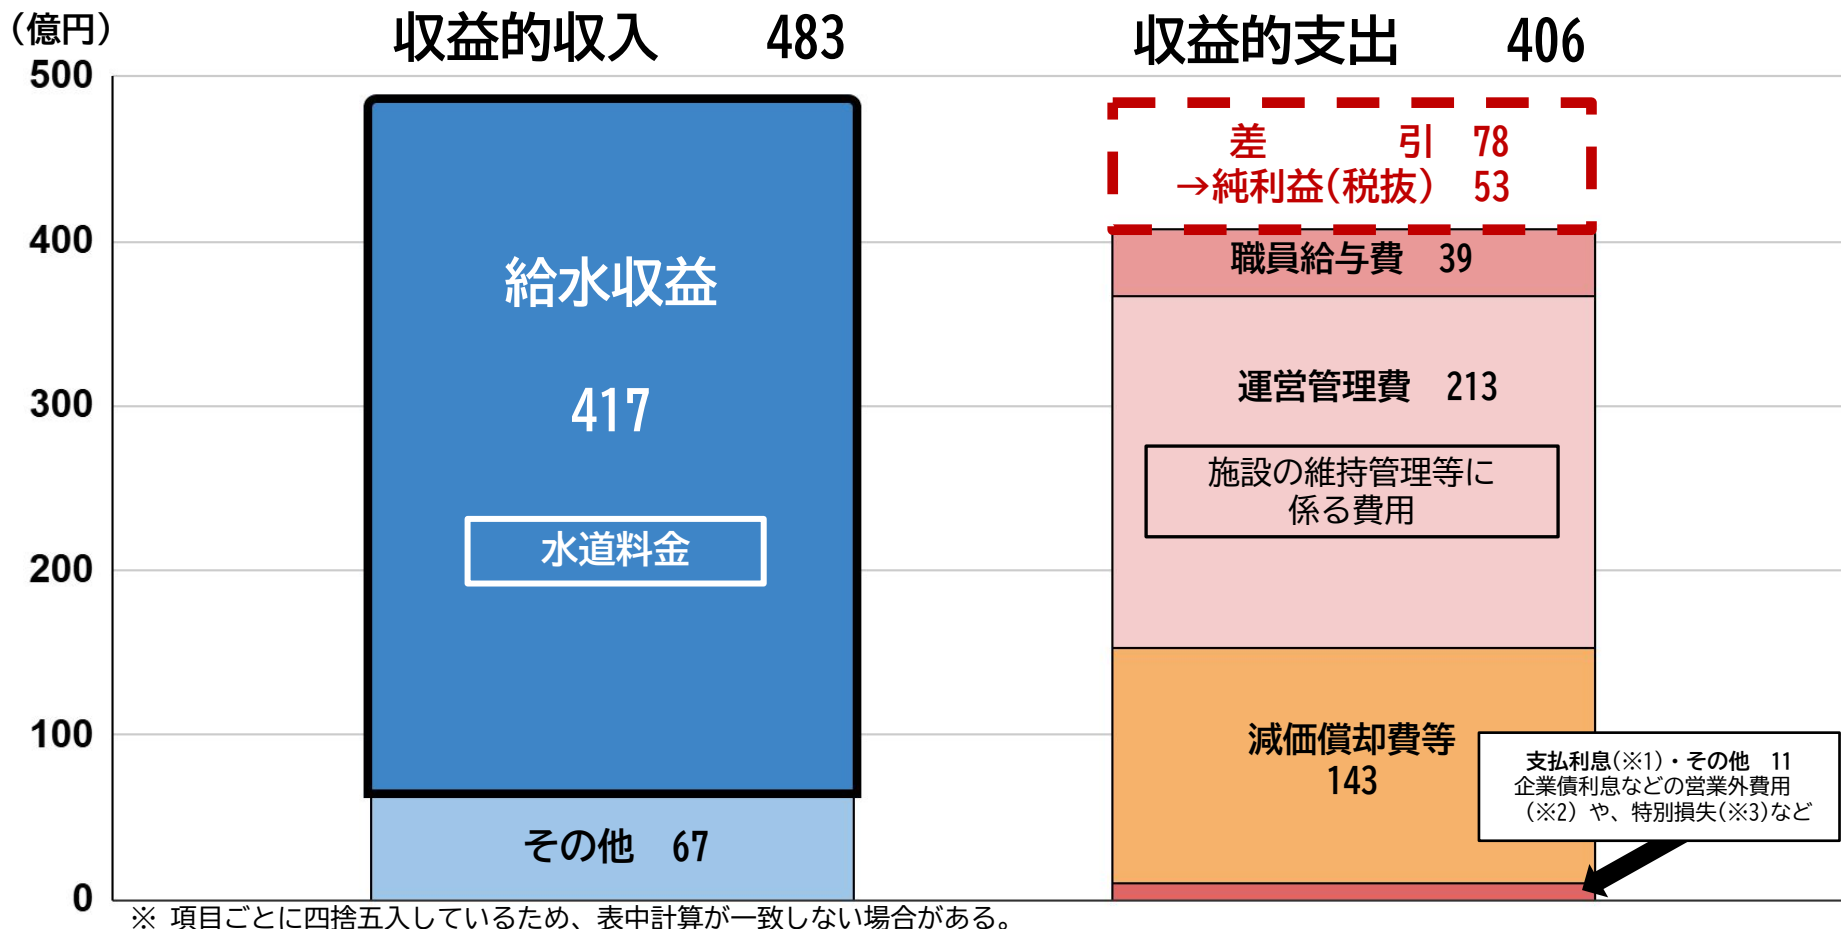 （億円）
収益的収入　483
収益的支出　406
500
400
300
200
100
0
給水収益
417
水道料金
その他　67
差　引　78
→純利益（税抜）　53
職員給与費　39
運営管理費　213
施設の維持管理等に
係る費用
減価償却費等
143
支払利息(※1)・その他　11
企業債利息などの営業外費用
（※2）や、特別損失(※3)など
※ 項目ごとに四捨五入しているため、表中計算が一致しない場合がある。